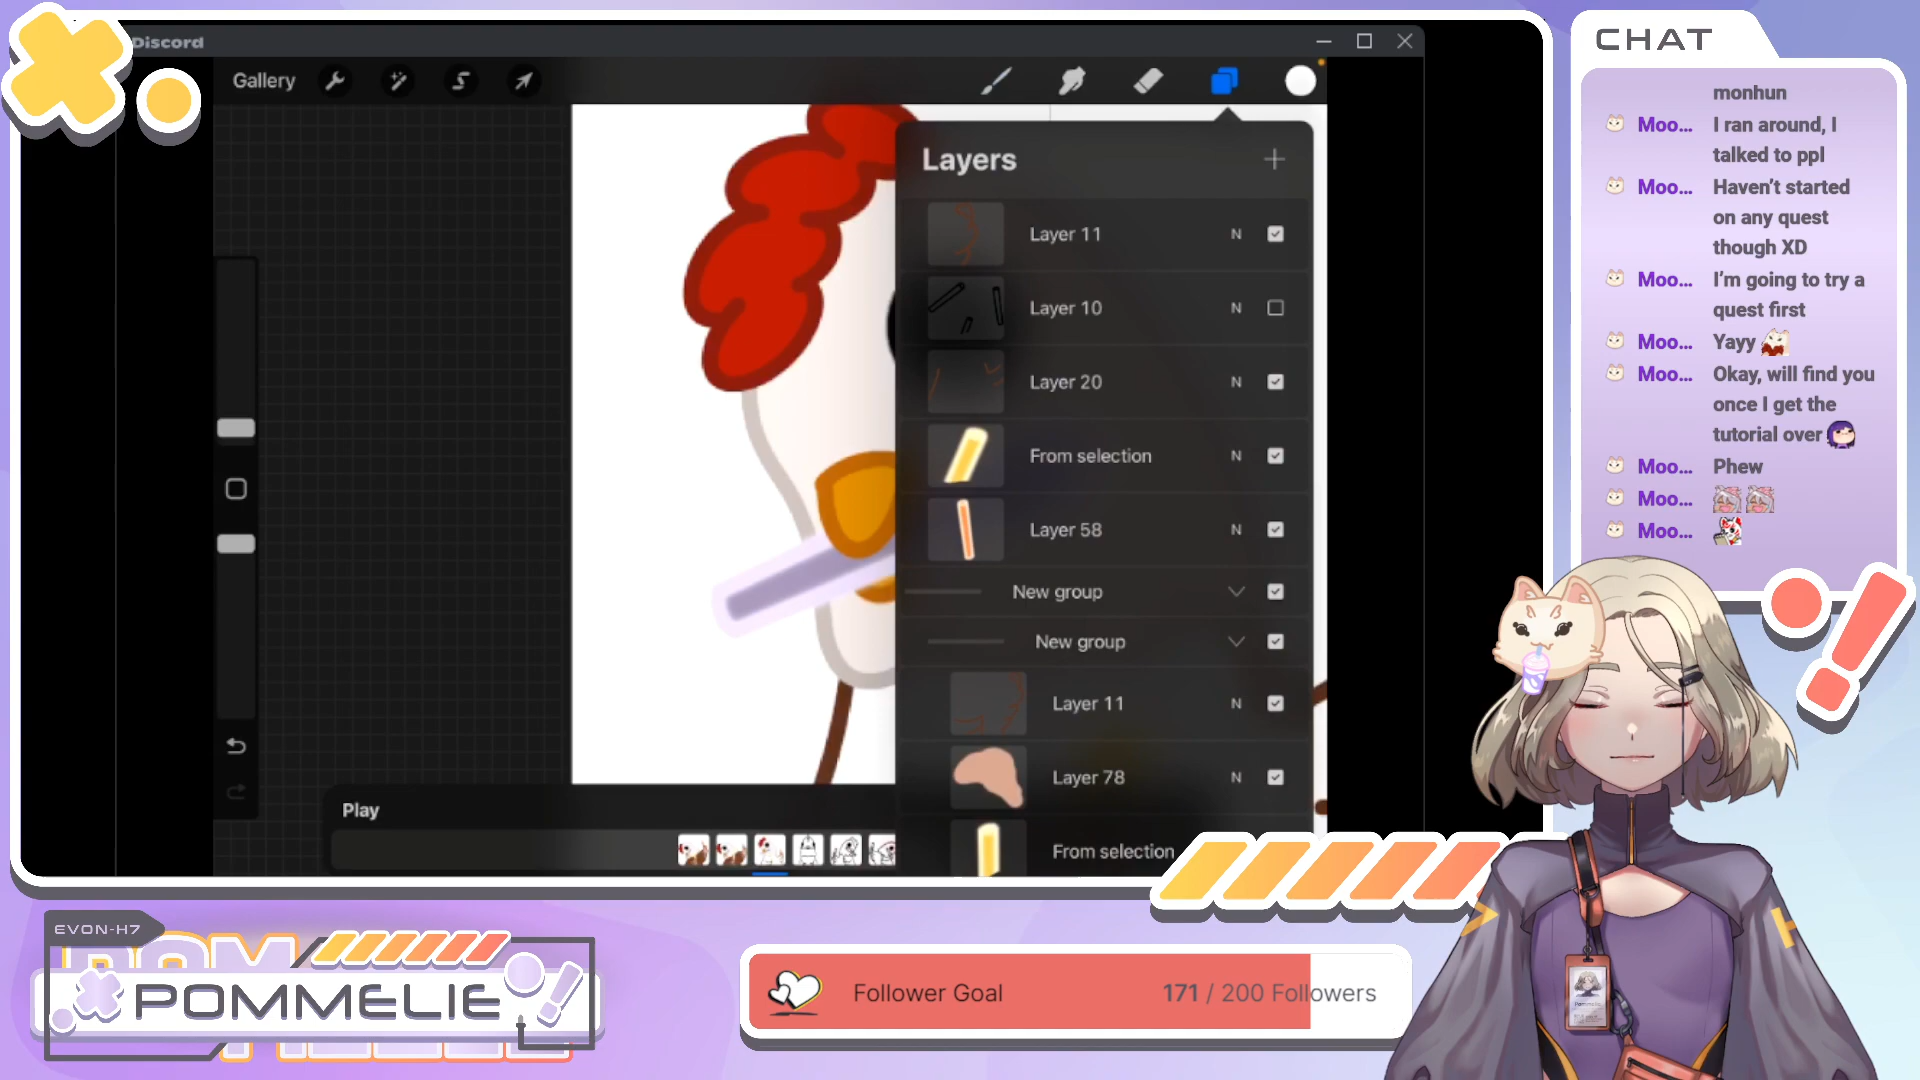 Discord
Gallery
Layers
Layer 11 N
Layer 10 N
Layer 20 N
From selection N
Layer 58 N
New group
New group
Layer 11 N
Layer 78 N
From selection
Play
CHAT
monhun
Moo... I ran around, I
talked to ppl
Moo... Haven't started
on any quest
though XD
Moo... I'm going to try a
quest first
Moo... Yayy
Moo... Okay, will find you
once I get the
tutorial over
Moo... Phew
Moo...
Moo...
EVON-H7
POMMELIE
Follower Goal
171 / 200 Followers